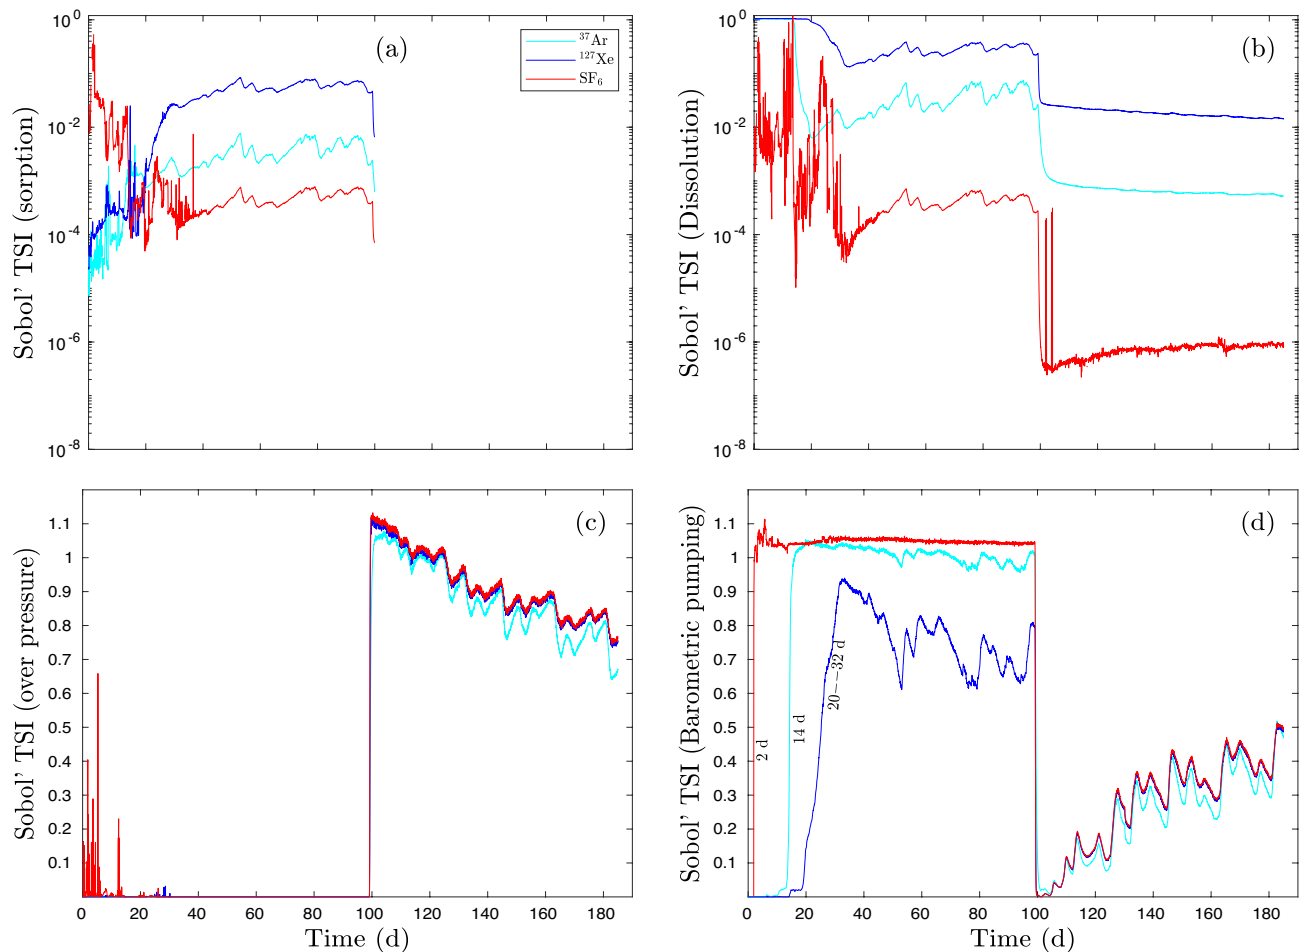 10^0
10^-2
10^-4
10^-6
10^-8
Sobol' TSI (sorption)
(a)
^37Ar
^127Xe
SF_6
10^0
10^-2
10^-4
10^-6
10^-8
Sobol' TSI (Dissolution)
(b)
1.1
1
0.9
0.8
0.7
0.6
0.5
0.4
0.3
0.2
0.1
Sobol' TSI (over pressure)
(c)
0 20 40 60 80 100 120 140 160 180
Time (d)
1.1
1
0.9
0.8
0.7
0.6
0.5
0.4
0.3
0.2
0.1
Sobol' TSI (Barometric pumping)
(d)
2 d
14 d
20--32 d
0 20 40 60 80 100 120 140 160 180
Time (d)